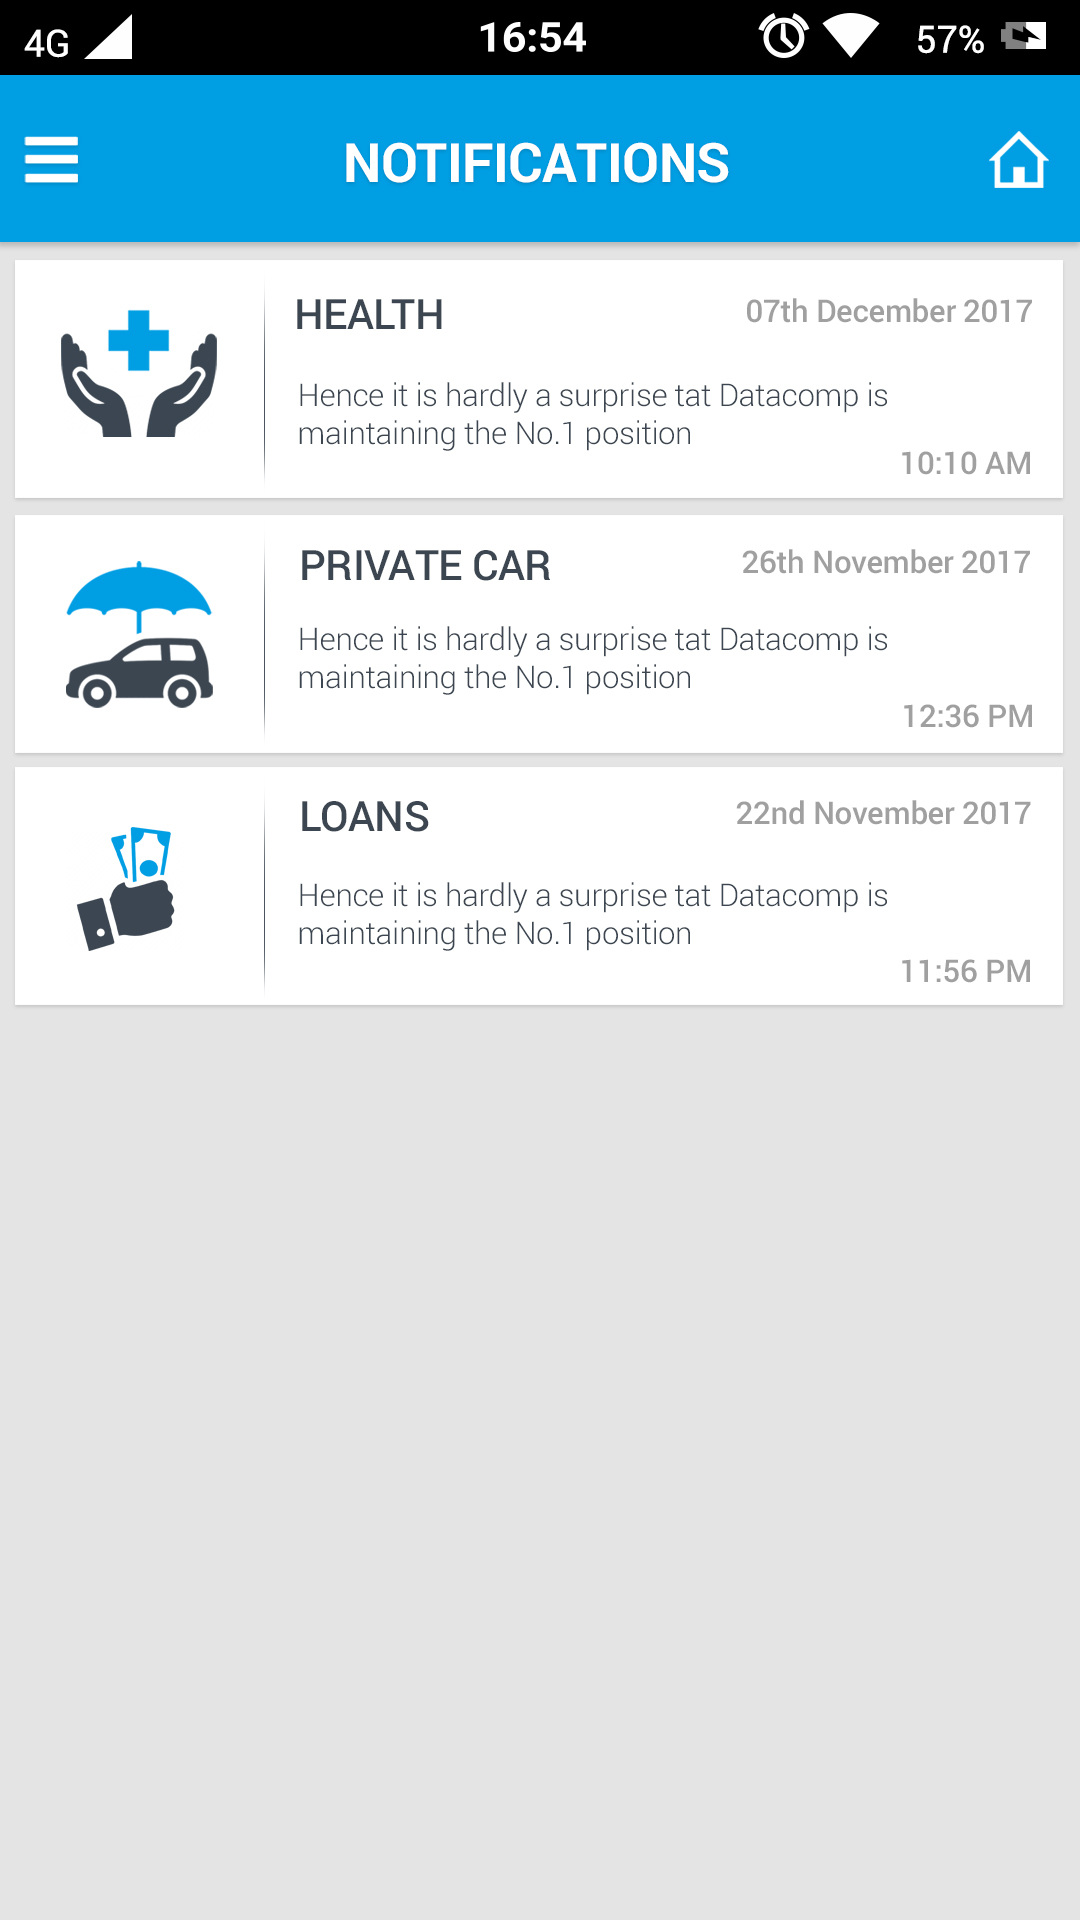 4G 16:54 57%
NOTIFICATIONS
HEALTH 07th December 2017
Hence it is hardly a surprise tat Datacomp is
maintaining the No.1 position
10:10 AM
PRIVATE CAR 26th November 2017
Hence it is hardly a surprise tat Datacomp is
maintaining the No.1 position
12:36 PM
LOANS 22nd November 2017
Hence it is hardly a surprise tat Datacomp is
maintaining the No.1 position
11:56 PM